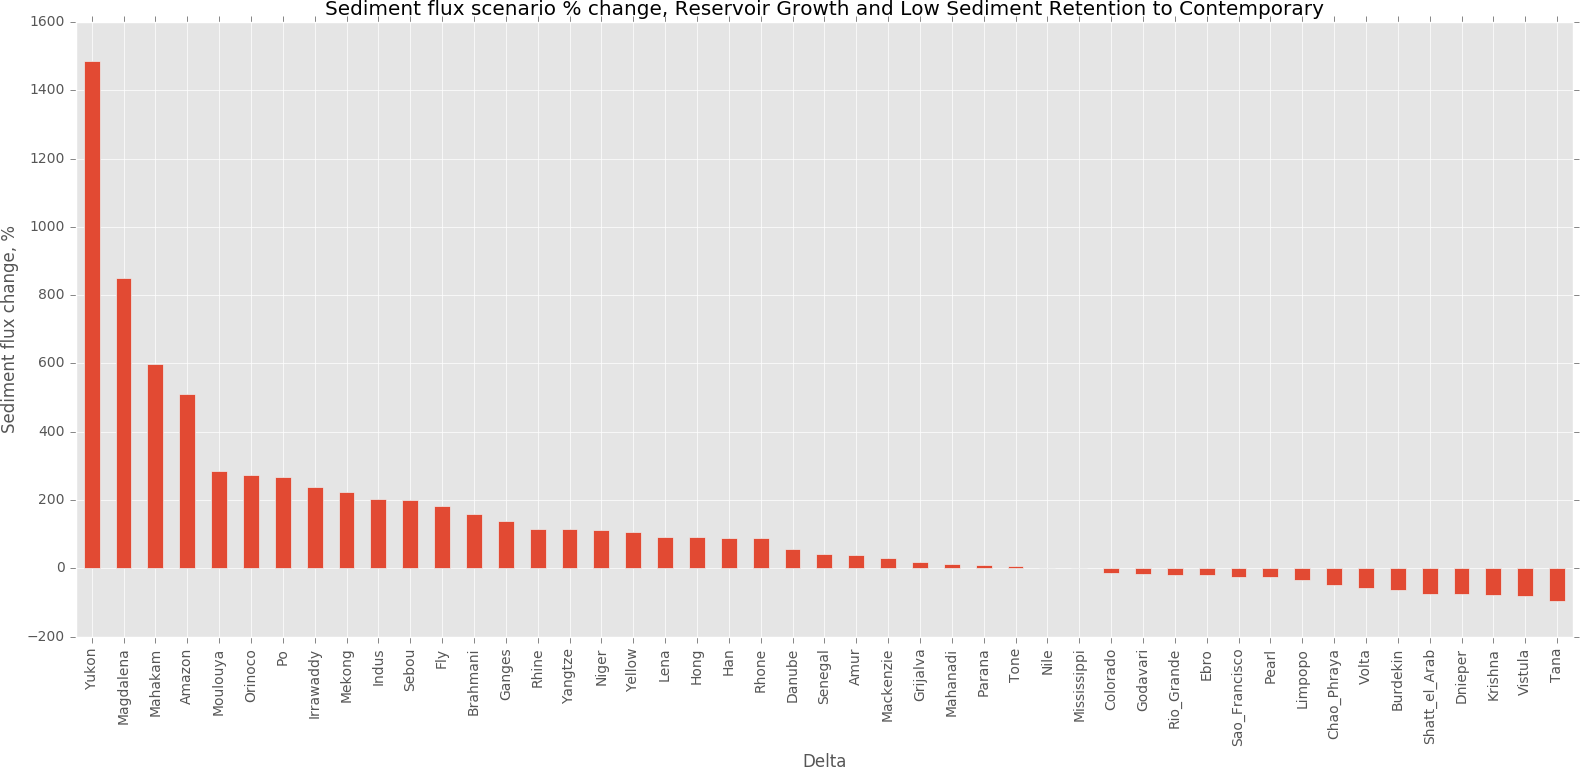 Sediment flux scenario % change, Reservoir Growth and Low Sediment Retention to Contemporary
1600
1400
1200
1000
800
600
400
200
0
−200
Sediment flux change, %
Yukon
Magdalena
Mahakam
Amazon
Moulouya
Orinoco
Po
Irrawaddy
Mekong
Indus
Sebou
Fly
Brahmani
Ganges
Rhine
Yangtze
Niger
Yellow
Lena
Hong
Han
Rhone
Danube
Senegal
Amur
Mackenzie
Grijalva
Mahanadi
Parana
Tone
Nile
Mississippi
Colorado
Godavari
Rio_Grande
Ebro
Sao_Francisco
Pearl
Limpopo
Chao_Phraya
Volta
Burdekin
Shatt_el_Arab
Dnieper
Krishna
Vistula
Tana
Delta